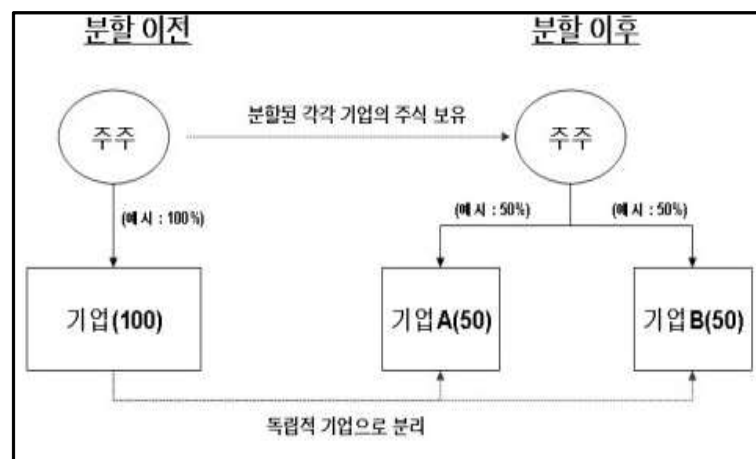 분할 이전
분할 이후
주주
분할된 각각 기업의 주식 보유
주주
(예시 : 100%)
(예시 : 50%)
(예시 : 50%)
기업(100)
기업A(50)
기업B(50)
독립적 기업으로 분리